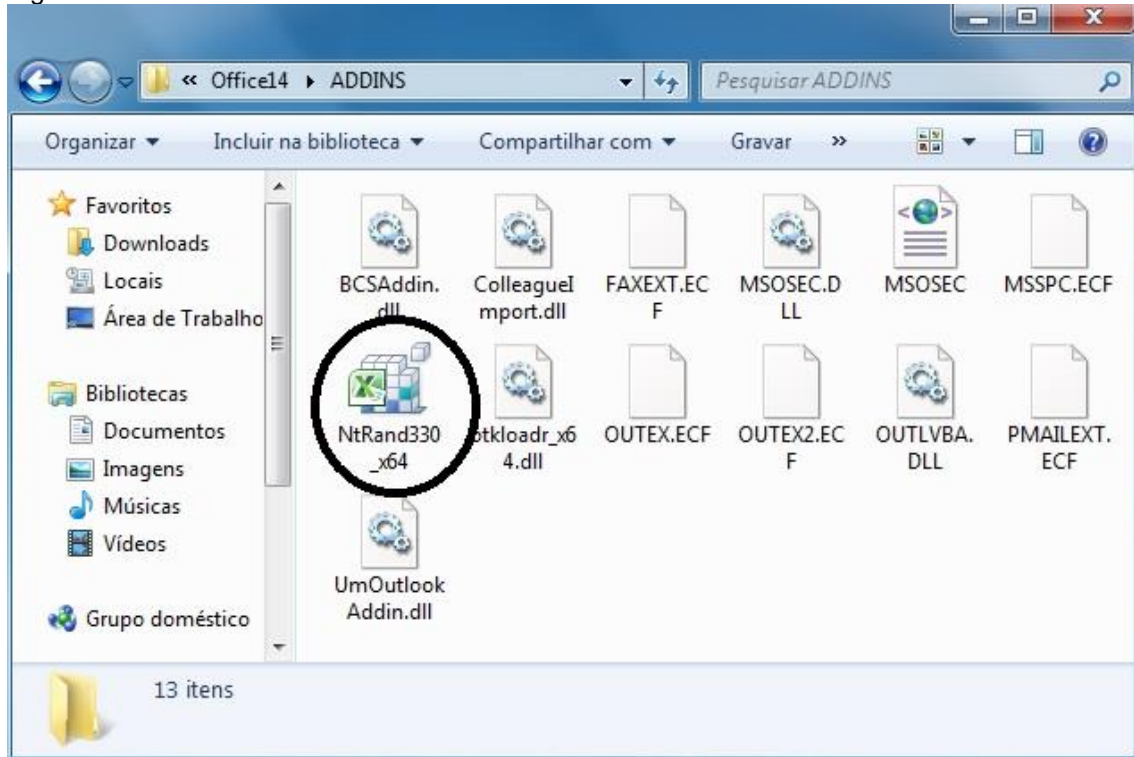 « Office14 ▸ ADDINS
Pesquisar ADDINS
Organizar
Incluir na biblioteca
Compartilhar com
Gravar
»
Favoritos
Downloads
Locais
Área de Trabalho
Bibliotecas
Documentos
Imagens
Músicas
Vídeos
Grupo doméstico
BCSAddin.
dll
ColleagueI
mport.dll
FAXEXT.EC
F
MSOSEC.D
LL
MSOSEC
MSSPC.ECF
NtRand330
_x64
otkloadr_x6
4.dll
OUTEX.ECF
OUTEX2.EC
F
OUTLVBA.
DLL
PMAILEXT.
ECF
UmOutlook
Addin.dll
13 itens